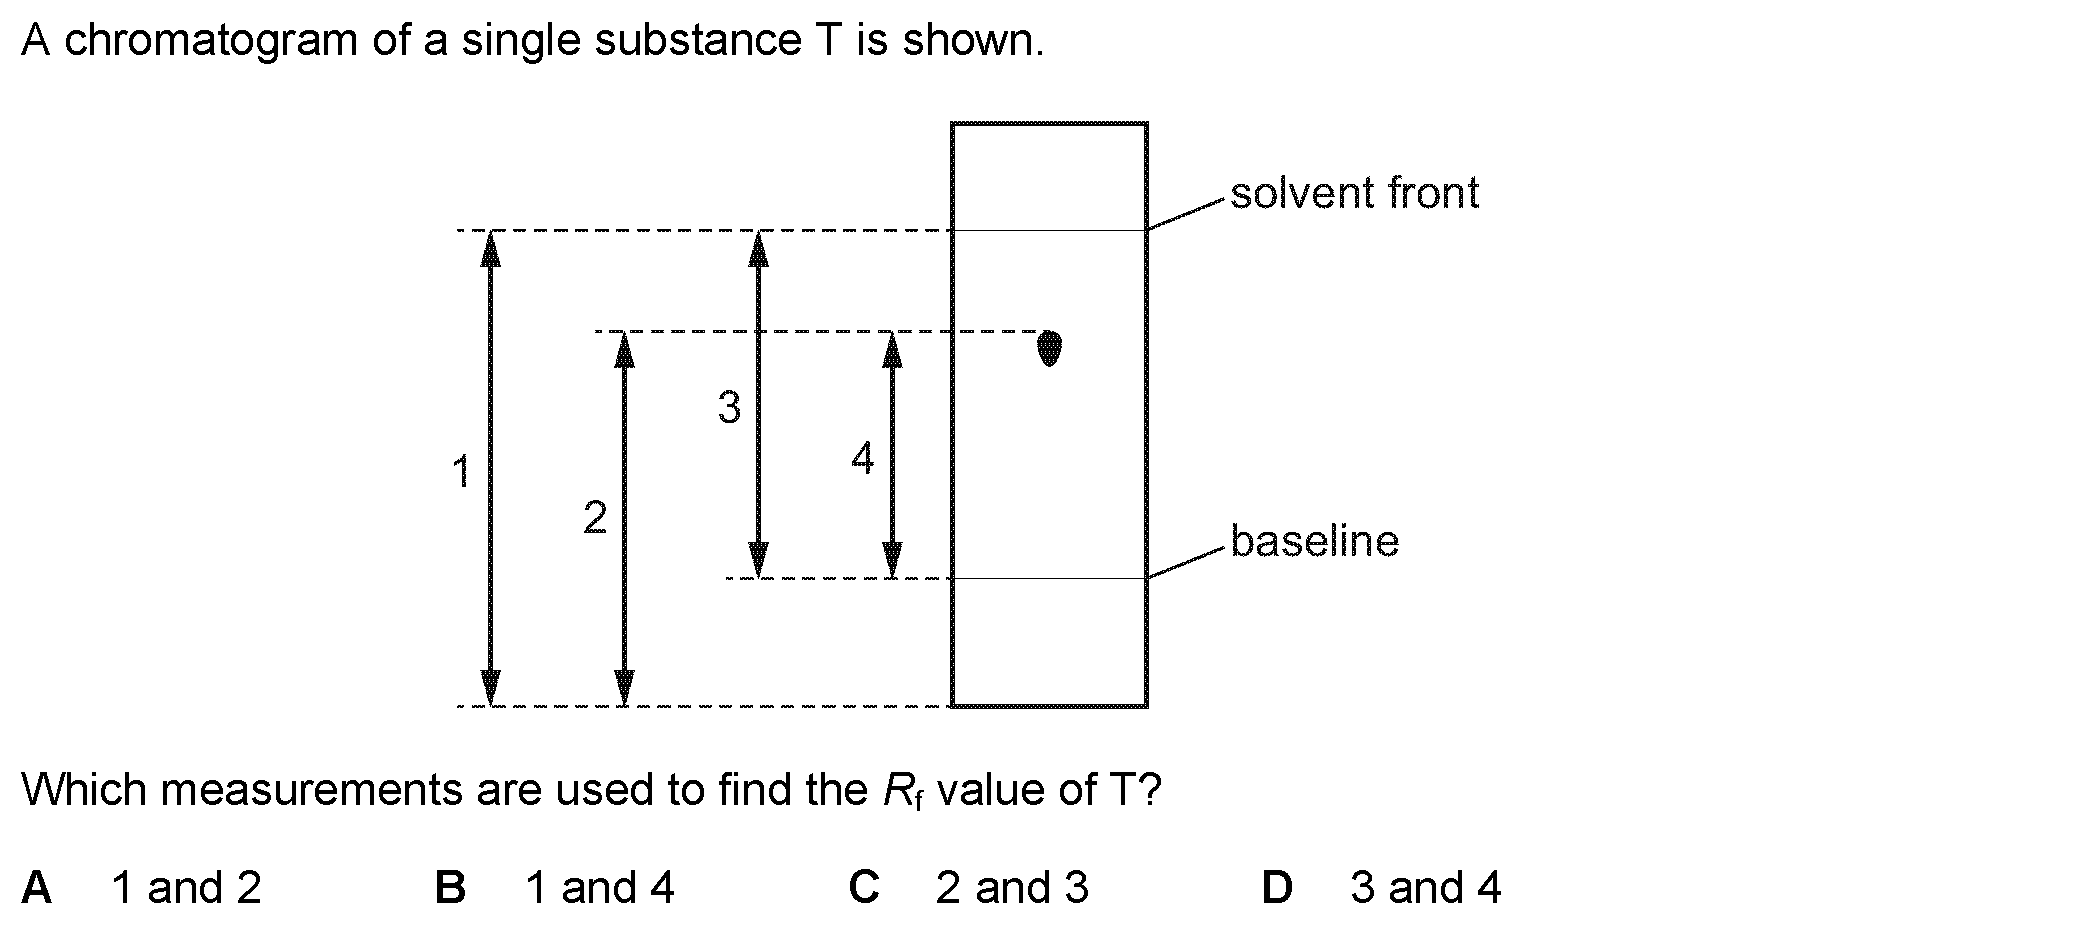 A chromatogram of a single substance T is shown.
solvent front
3
4
1
2
baseline
Which measurements are used to find the Rf value of T?
A 1 and 2 B 1 and 4 C 2 and 3 D 3 and 4